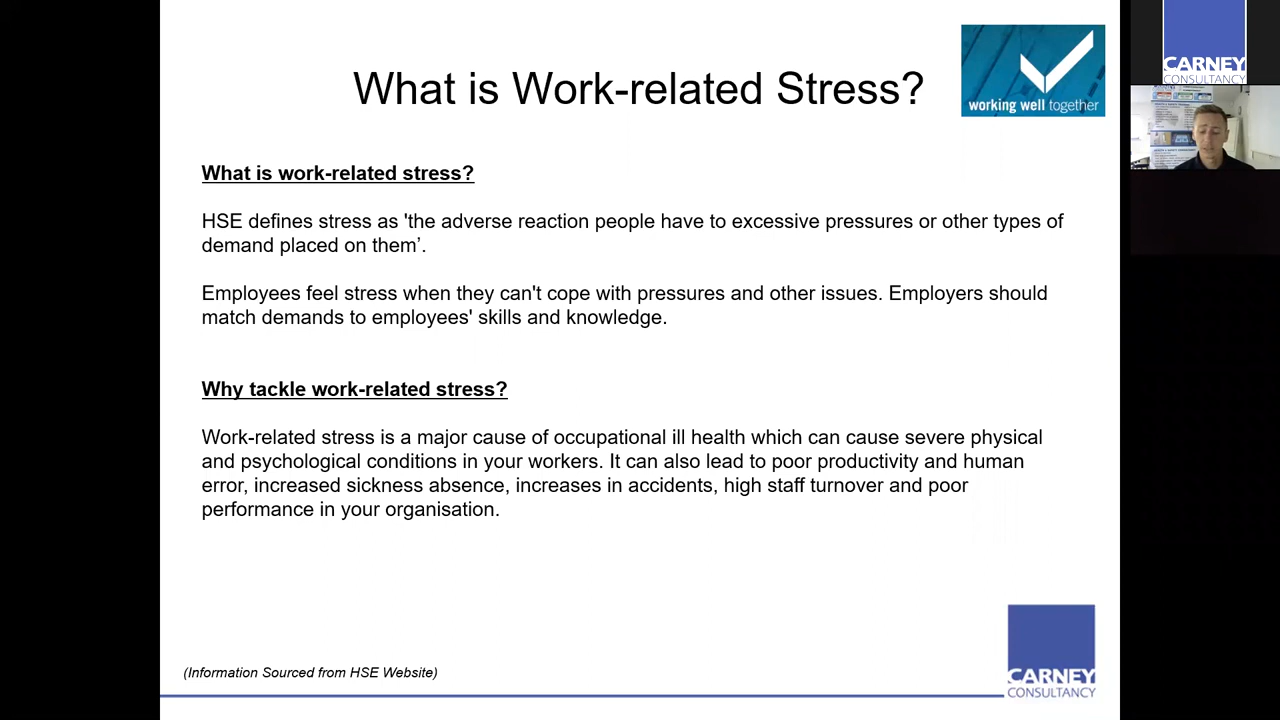 What is Work-related Stress?
working well together
CARNEY
CONSULTANCY
What is work-related stress?
HSE defines stress as 'the adverse reaction people have to excessive pressures or other types of
demand placed on them’.
Employees feel stress when they can't cope with pressures and other issues. Employers should
match demands to employees' skills and knowledge.
Why tackle work-related stress?
Work-related stress is a major cause of occupational ill health which can cause severe physical
and psychological conditions in your workers. It can also lead to poor productivity and human
error, increased sickness absence, increases in accidents, high staff turnover and poor
performance in your organisation.
(Information Sourced from HSE Website)
CARNEY
CONSULTANCY